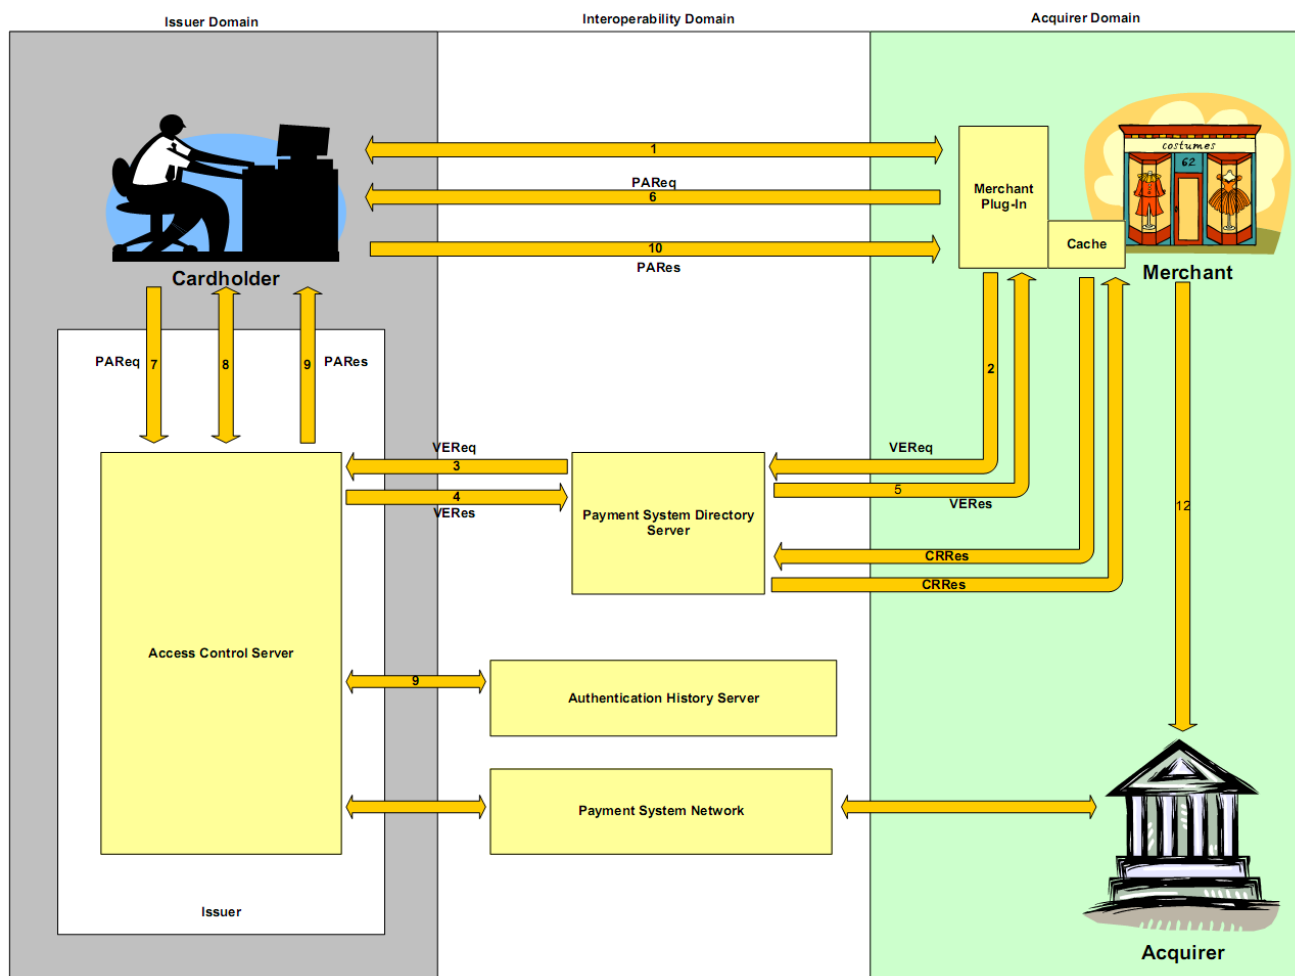 Issuer Domain
Interoperability Domain
Acquirer Domain
costumes
62
1
PAReq
6
10
PARes
Merchant
Plug-In
Cache
Cardholder
Merchant
PAReq
7
8
9
PARes
2
VEReq
3
4
VERes
VEReq
5
VERes
Payment System Directory
Server
12
CRRes
CRRes
Access Control Server
9
Authentication History Server
Payment System Network
Issuer
Acquirer